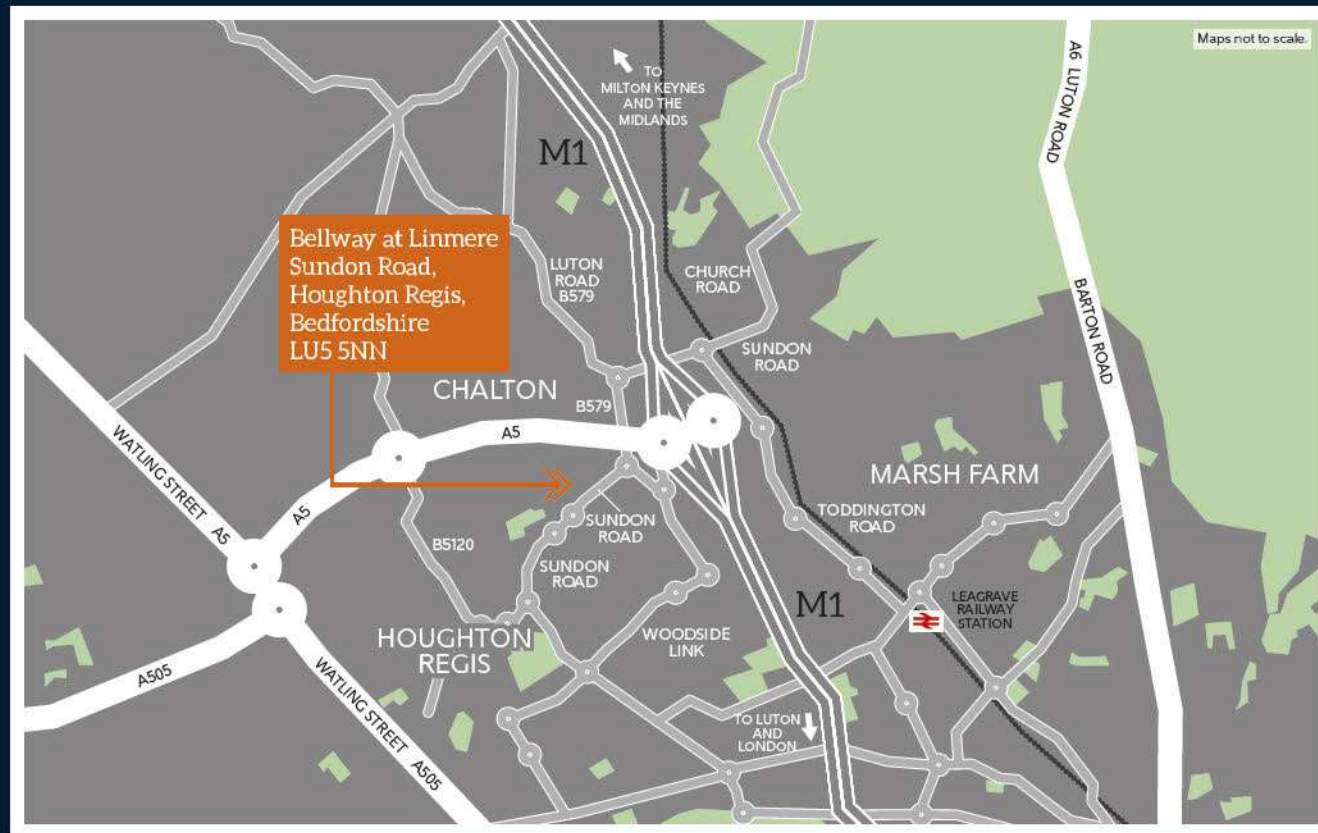 Maps not to scale.
A6 LUTON ROAD
TO
MILTON KEYNES
AND THE
MIDLANDS
M1
Bellway at Linmere
Sundon Road,
Houghton Regis,
Bedfordshire
LU5 5NN
LUTON
ROAD
B579
CHURCH
ROAD
BARTON ROAD
SUNDON
ROAD
CHALTON
B579
A5
WATLING STREET A5
A5
MARSH FARM
TODDINGTON
ROAD
SUNDON
ROAD
B5120
SUNDON
ROAD
M1
LEAGRAVE
RAILWAY
STATION
HOUGHTON
REGIS
WOODSIDE
LINK
A505
WATLING STREET A505
TO LUTON
AND
LONDON